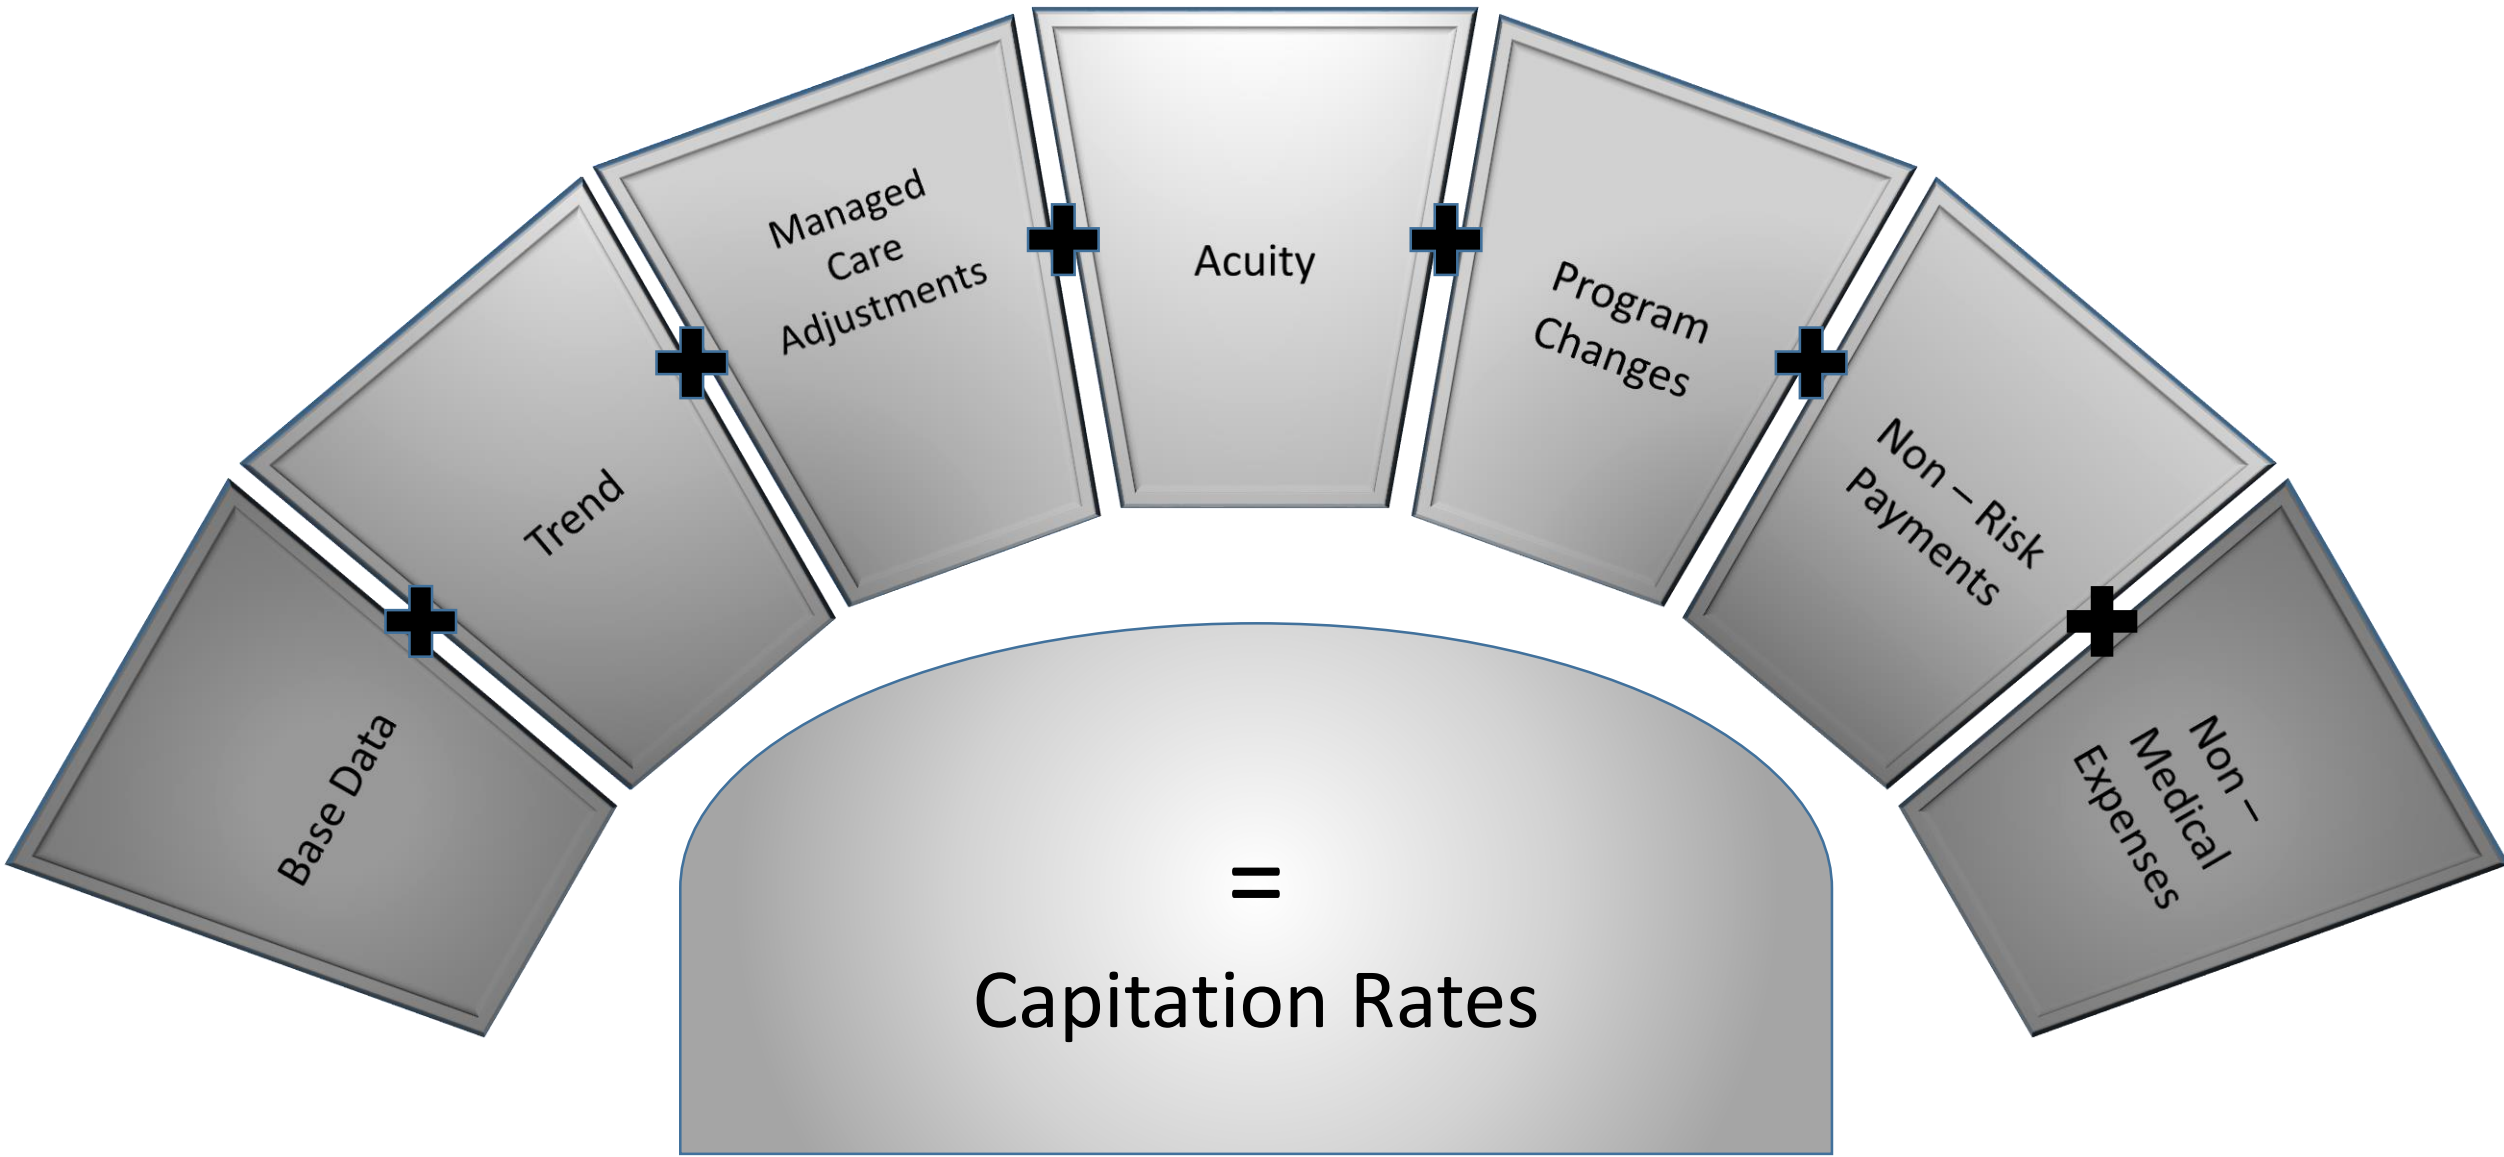 Base Data
Trend
Managed
Care
Adjustments
Acuity
Program
Changes
Non – Risk
Payments
Non –
Medical
Expenses
=
Capitation Rates